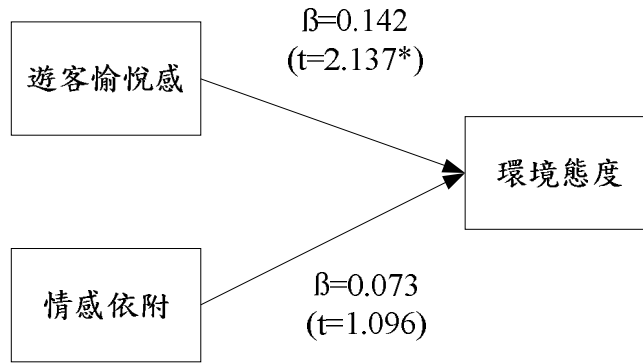 ß=0.142
(t=2.137*)
遊客愉悅感
環境態度
情感依附
ß=0.073
(t=1.096)